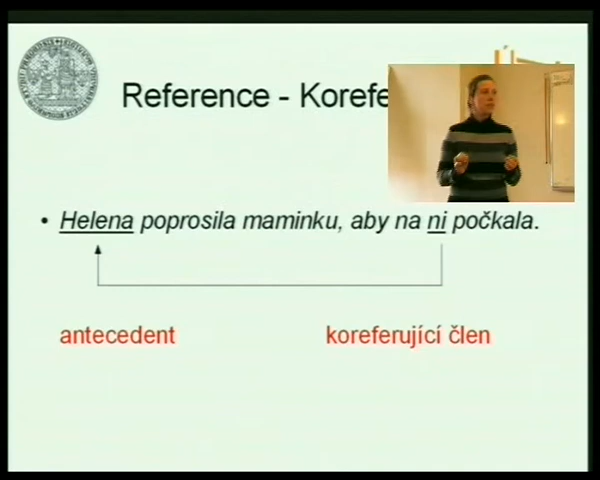 Reference - Korefe
• Helena poprosila maminku, aby na ni počkala.
antecedent koreferující člen